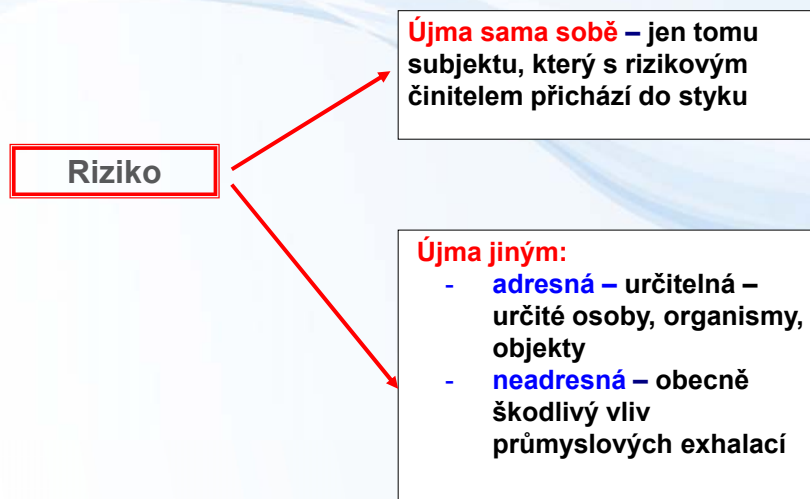 Újma sama sobě – jen tomu
subjektu, který s rizikovým
činitelem přichází do styku
Riziko
Újma jiným:
- adresná – určitelná –
určité osoby, organismy,
objekty
- neadresná – obecně
škodlivý vliv
průmyslových exhalací